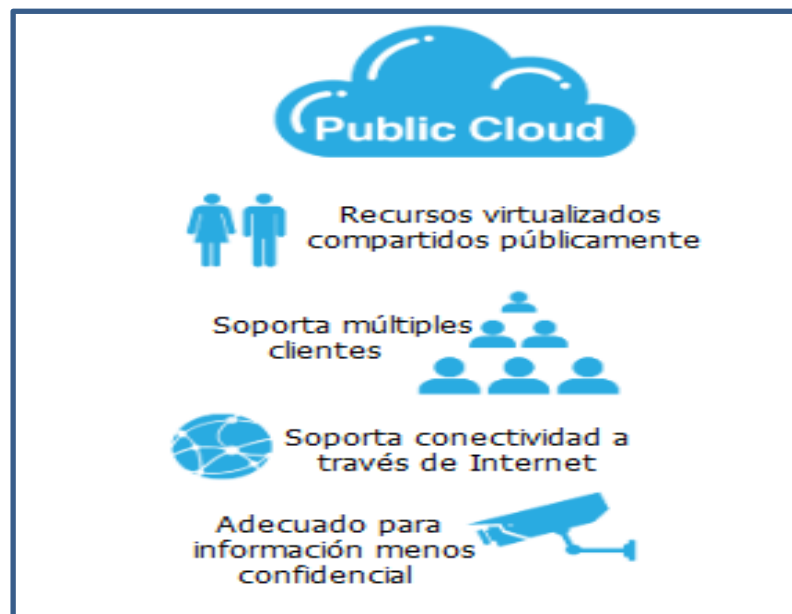 Public Cloud
Recursos virtualizados
compartidos públicamente
Soporta múltiples
clientes
Soporta conectividad a
través de Internet
Adecuado para
información menos
confidencial